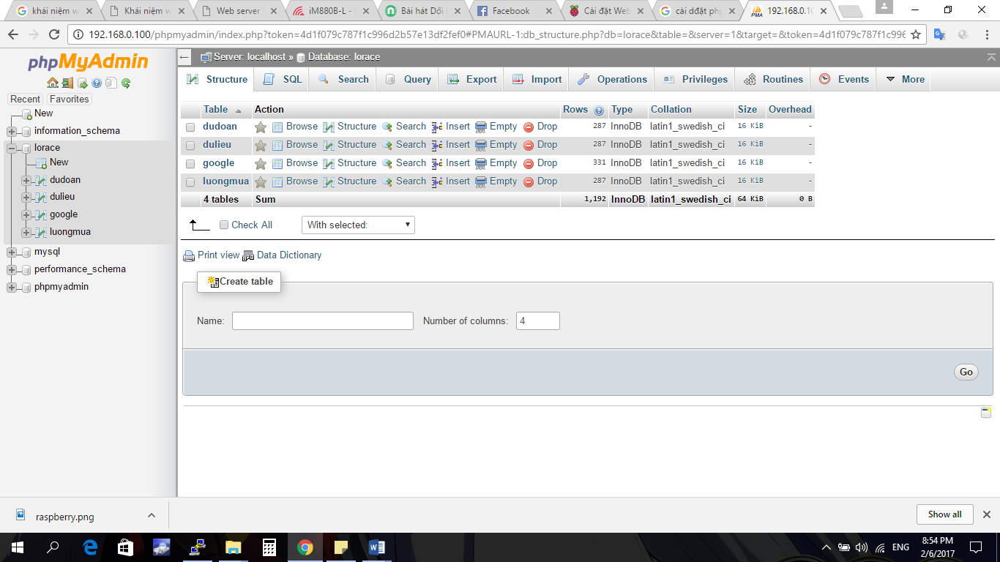 khái niệm w
Khái niệm w
Web server
iM880B-L -
Bài hát Dối
Facebook
Cài đặt Web
cài dđặt php
192.168.0.10
192.168.0.100/phpmyadmin/index.php?token=4d1f079c787f1c996d2b57e13df2fef0#PMAURL-1:db_structure.php?db=lorace&table=&server=1&target=&token=4d1f079c787f1c996
phpMyAdmin
Recent Favorites
New
information_schema
lorace
New
dudoan
dulieu
google
luongmua
mysql
performance_schema
phpmyadmin
Server: localhost » Database: lorace
Structure SQL Search Query Export Import Operations Privileges Routines Events More
Table Action Rows Type Collation Size Overhead
dudoan Browse Structure Search Insert Empty Drop 287 InnoDB latin1_swedish_ci 16 KiB -
dulieu Browse Structure Search Insert Empty Drop 287 InnoDB latin1_swedish_ci 16 KiB -
google Browse Structure Search Insert Empty Drop 331 InnoDB latin1_swedish_ci 16 KiB -
luongmua Browse Structure Search Insert Empty Drop 287 InnoDB latin1_swedish_ci 16 KiB -
4 tables Sum 1,192 InnoDB latin1_swedish_ci 64 KiB 0 B
Check All With selected:
Print view Data Dictionary
Create table
Name: Number of columns: 4
Go
raspberry.png
Show all
ENG
8:54 PM
2/6/2017